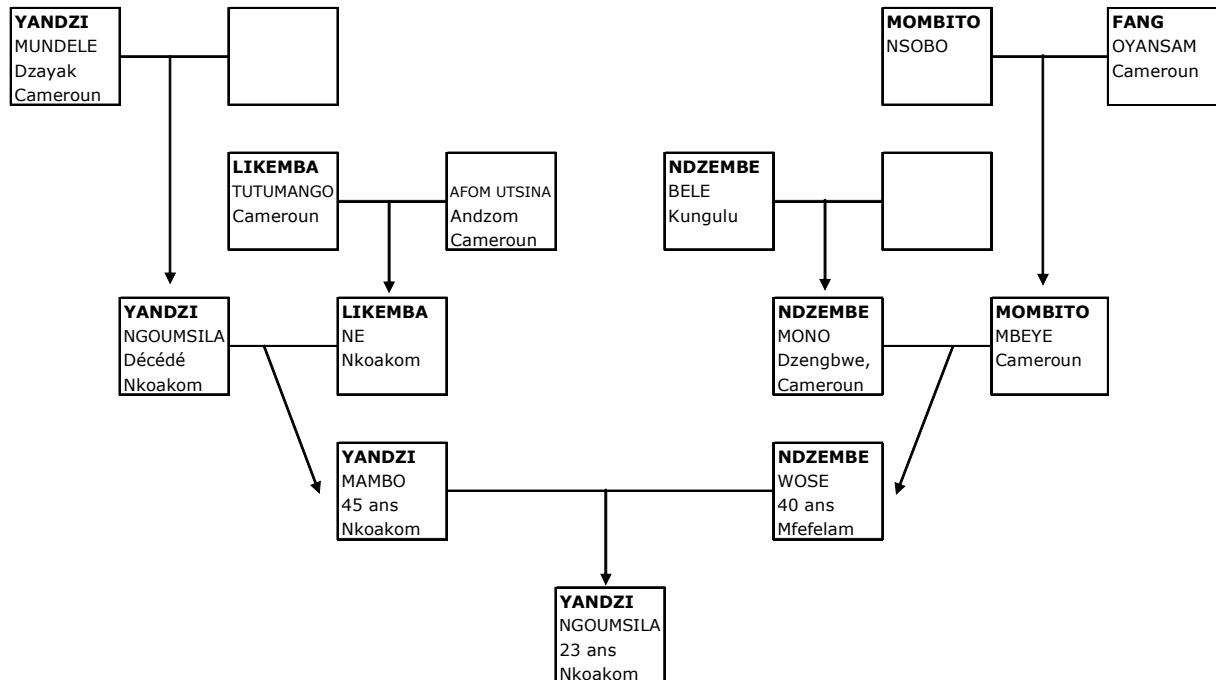 YANDZI
MUNDELE
Dzayak
Cameroun
MOMBITO
NSOBO
FANG
OYANSAM
Cameroun
LIKEMBA
TUTUMANGO
Cameroun
AFOM UTSINA
Andzom
Cameroun
NDZEMBE
BELE
Kungulu
YANDZI
NGOUMSILA
Décédé
Nkoakom
LIKEMBA
NE
Nkoakom
NDZEMBE
MONO
Dzengbwe,
Cameroun
MOMBITO
MBEYE
Cameroun
YANDZI
MAMBO
45 ans
Nkoakom
NDZEMBE
WOSE
40 ans
Mfefelam
YANDZI
NGOUMSILA
23 ans
Nkoakom